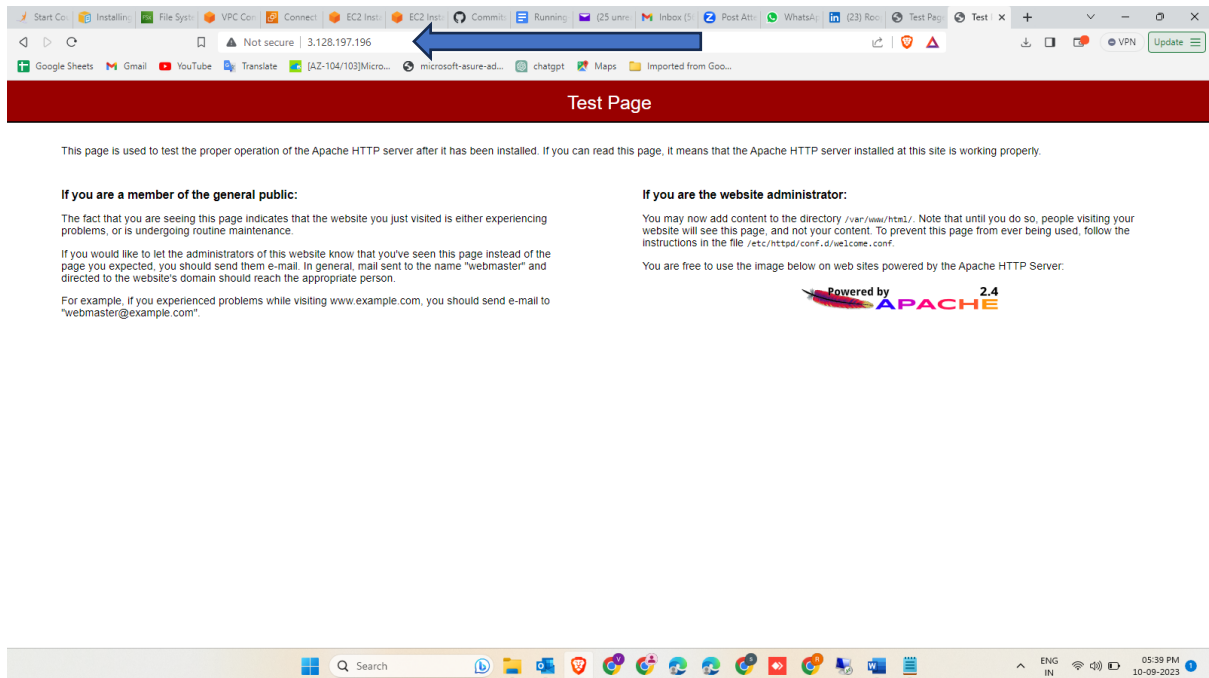 Start Co
Installing
File Syst
VPC Con
Connect
EC2 Inst
EC2 Inst
Commit
Running
(25 unre
Inbox (5
Post Att
WhatsAp
(23) Roo
Test Pag
Test
Not secure | 3.128.197.196
VPN
Update
Google Sheets
Gmail
YouTube
Translate
[AZ-104/103]Micro...
microsoft-asure-ad...
chatgpt
Maps
Imported from Goo...
Test Page
This page is used to test the proper operation of the Apache HTTP server after it has been installed. If you can read this page, it means that the Apache HTTP server installed at this site is working properly.
If you are a member of the general public:
The fact that you are seeing this page indicates that the website you just visited is either experiencing
problems, or is undergoing routine maintenance.
If you would like to let the administrators of this website know that you've seen this page instead of the
page you expected, you should send them e-mail. In general, mail sent to the name "webmaster" and
directed to the website's domain should reach the appropriate person.
For example, if you experienced problems while visiting www.example.com, you should send e-mail to
"webmaster@example.com".
If you are the website administrator:
You may now add content to the directory /var/www/html/. Note that until you do so, people visiting your
website will see this page, and not your content. To prevent this page from ever being used, follow the
instructions in the file /etc/httpd/conf.d/welcome.conf.
You are free to use the image below on web sites powered by the Apache HTTP Server:
Powered by 2.4
APACHE
Search
ENG
IN
05:39 PM
10-09-2023
1